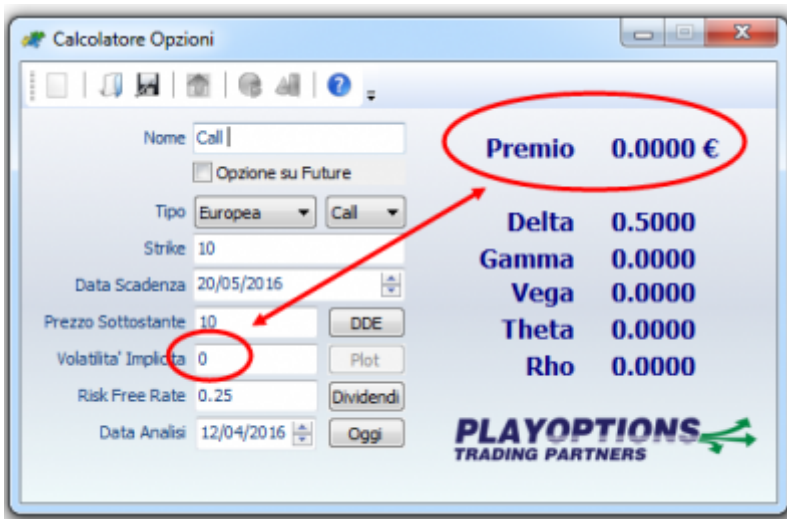 Calcolatore Opzioni
Nome Call
Opzione su Future
Tipo Europea Call
Strike 10
Data Scadenza 20/05/2016
Prezzo Sottostante 10 DDE
Volatilita' Implicita 0 Plot
Risk Free Rate 0.25 Dividendi
Data Analisi 12/04/2016 Oggi
Premio 0.0000 €
Delta 0.5000
Gamma 0.0000
Vega 0.0000
Theta 0.0000
Rho 0.0000
PLAYOPTIONS
TRADING PARTNERS